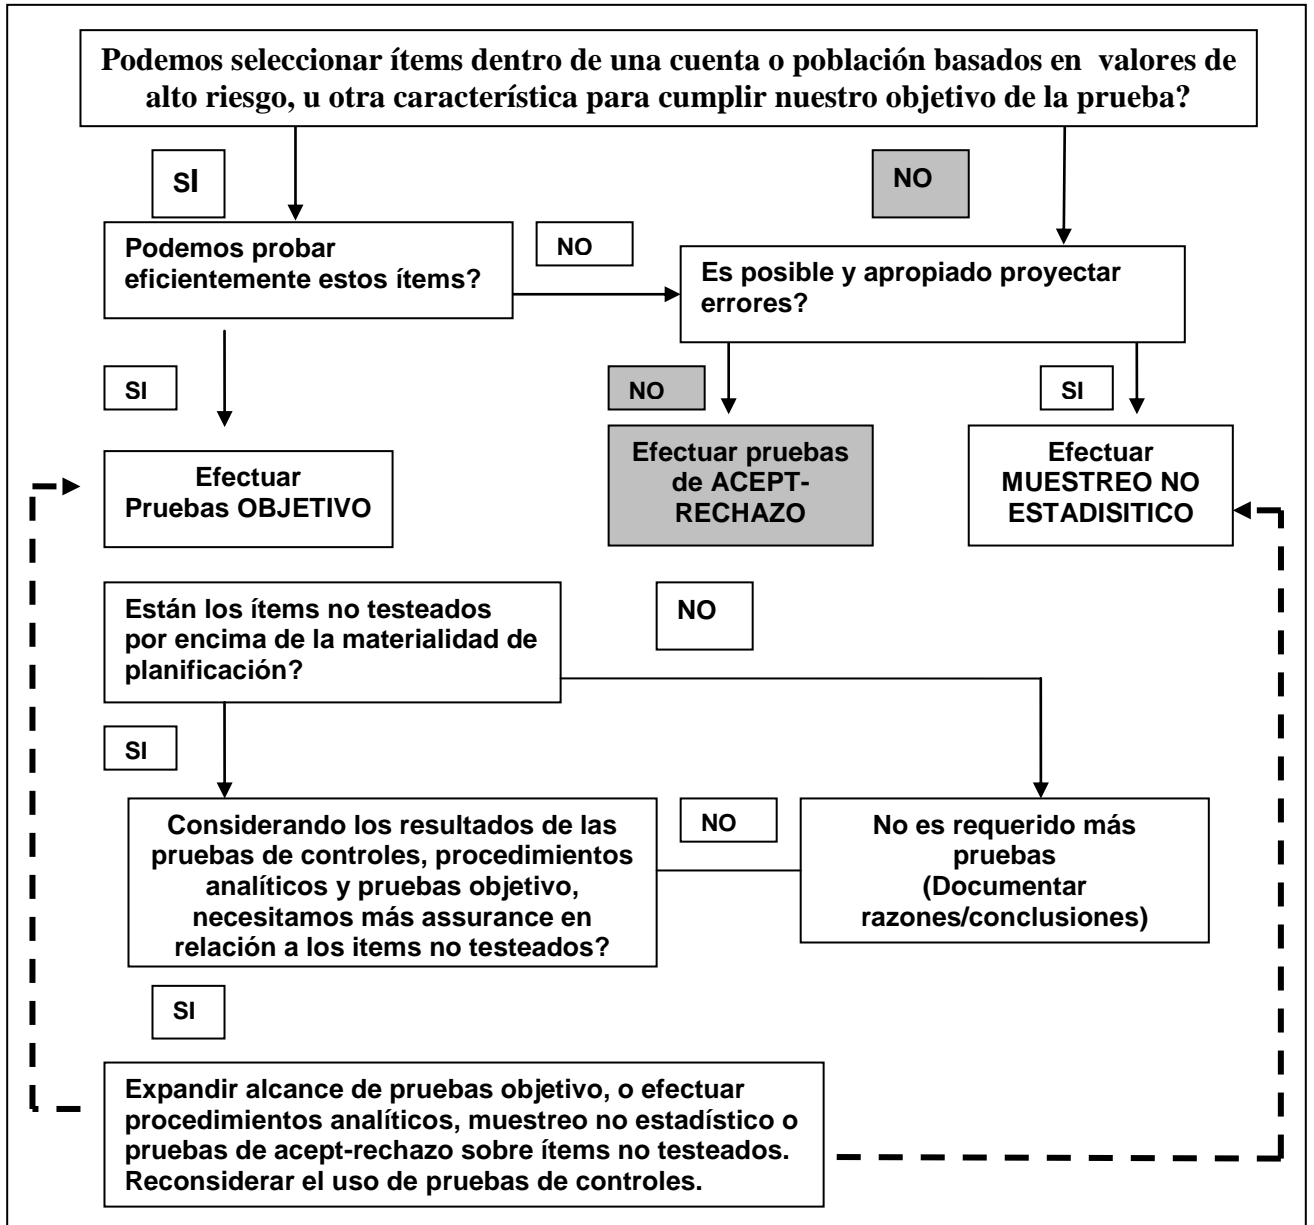 Podemos seleccionar ítems dentro de una cuenta o población basados en valores de
alto riesgo, u otra característica para cumplir nuestro objetivo de la prueba?
SI
NO
Podemos probar
eficientemente estos ítems?
NO
Es posible y apropiado proyectar
errores?
SI
NO
SI
Efectuar
Pruebas OBJETIVO
Efectuar pruebas
de ACEPT-
RECHAZO
Efectuar
MUESTREO NO
ESTADISITICO
Están los ítems no testeados
por encima de la materialidad de
planificación?
NO
SI
Considerando los resultados de las
pruebas de controles, procedimientos
analíticos y pruebas objetivo,
necesitamos más assurance en
relación a los items no testeados?
NO
No es requerido más
pruebas
(Documentar
razones/conclusiones)
SI
Expandir alcance de pruebas objetivo, o efectuar
procedimientos analíticos, muestreo no estadístico o
pruebas de acept-rechazo sobre ítems no testeados.
Reconsiderar el uso de pruebas de controles.